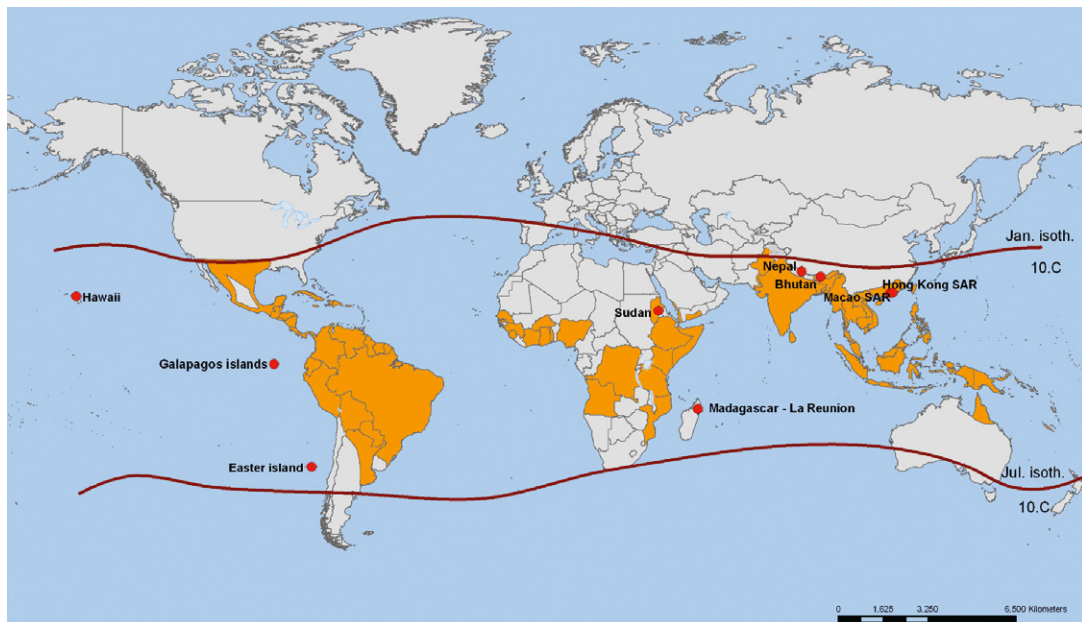 Jan. isoth.
10.C
Nepal
Bhutan
Hong Kong SAR
Macao SAR
Hawaii
Sudan
Galapagos islands
Madagascar - La Reunion
Easter island
Jul. isoth.
10.C
0 1,625 3,250 6,500 Kilometers